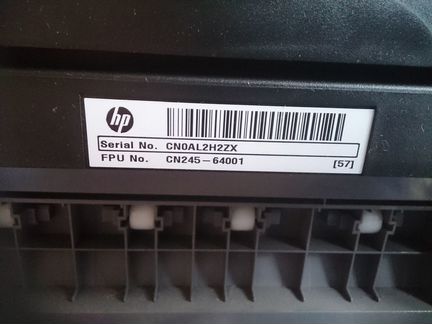 hp
Serial No. CN0AL2H2ZX
FPU No. CN245-64001 [57]